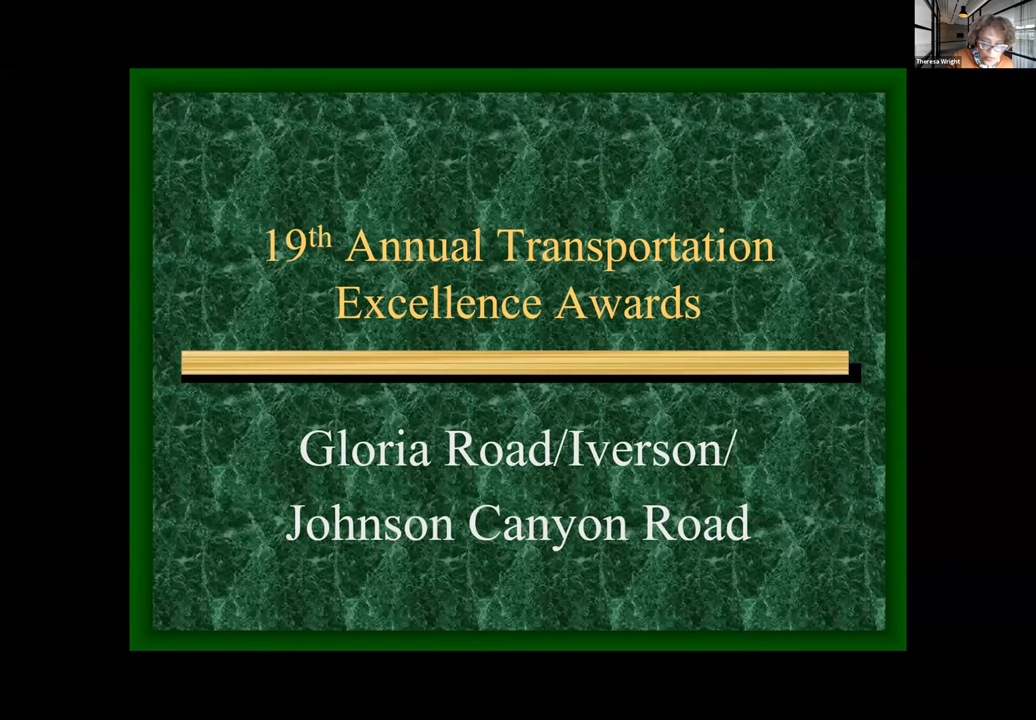 Theresa Wright
19th Annual Transportation
Excellence Awards
Gloria Road/Iverson/
Johnson Canyon Road